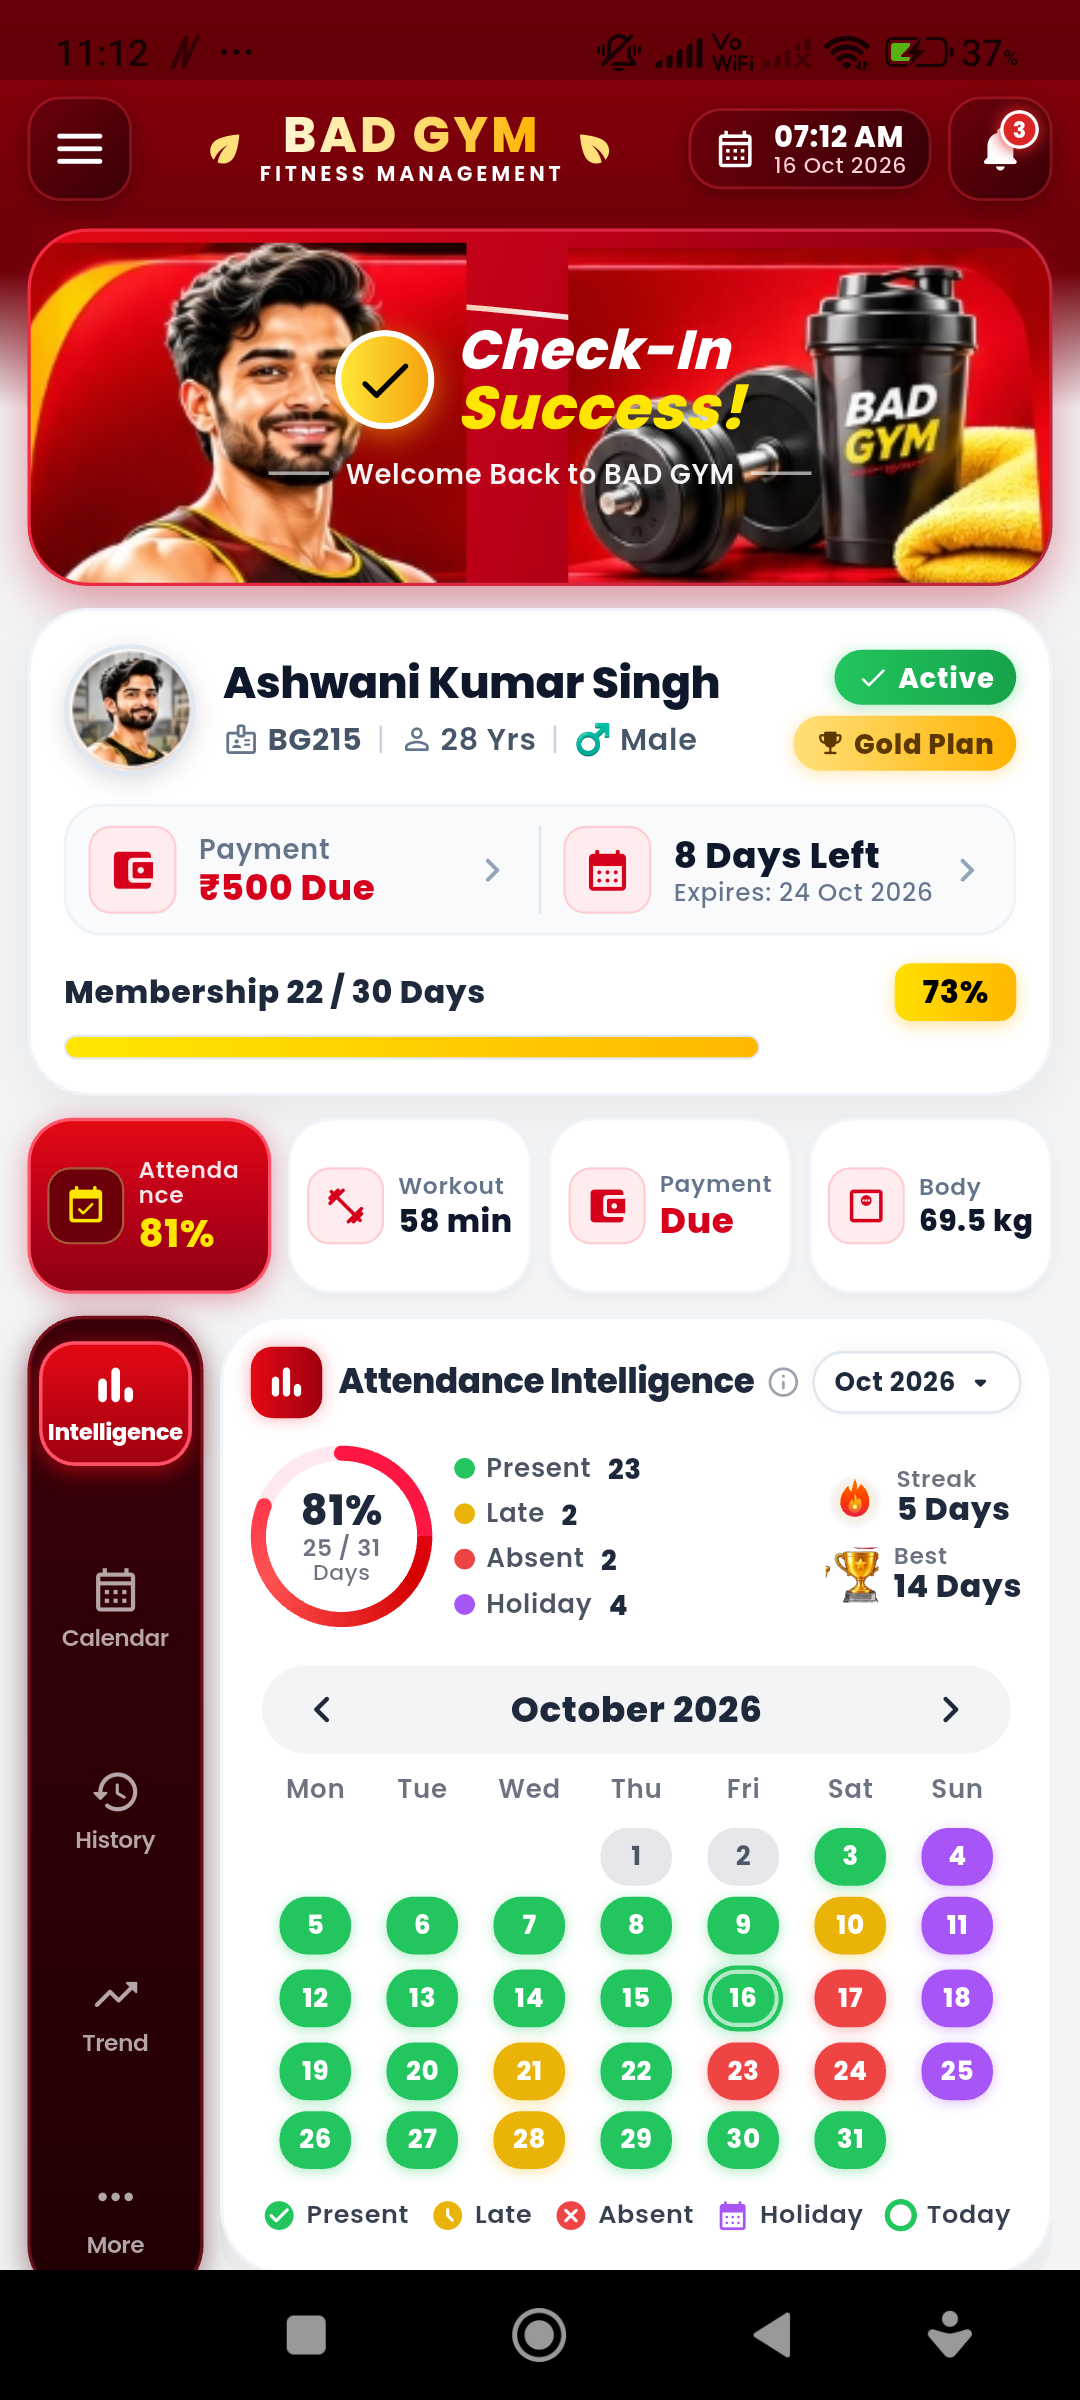 11:12
Vo
WiFi
37%
BAD GYM
FITNESS MANAGEMENT
07:12 AM
16 Oct 2026
3
Check-In
Success!
Welcome Back to BAD GYM
BAD
GYM
Ashwani Kumar Singh
BG215 | 28 Yrs | Male
Active
Gold Plan
Payment
₹500 Due
8 Days Left
Expires: 24 Oct 2026
Membership 22 / 30 Days
73%
Attenda
nce
81%
Workout
58 min
Payment
Due
Body
69.5 kg
Intelligence
Calendar
History
Trend
More
Attendance Intelligence
Oct 2026
81%
25 / 31
Days
Present 23
Late 2
Absent 2
Holiday 4
Streak
5 Days
Best
14 Days
October 2026
Mon Tue Wed Thu Fri Sat Sun
1 2 3 4
5 6 7 8 9 10 11
12 13 14 15 16 17 18
19 20 21 22 23 24 25
26 27 28 29 30 31
Present Late Absent Holiday Today